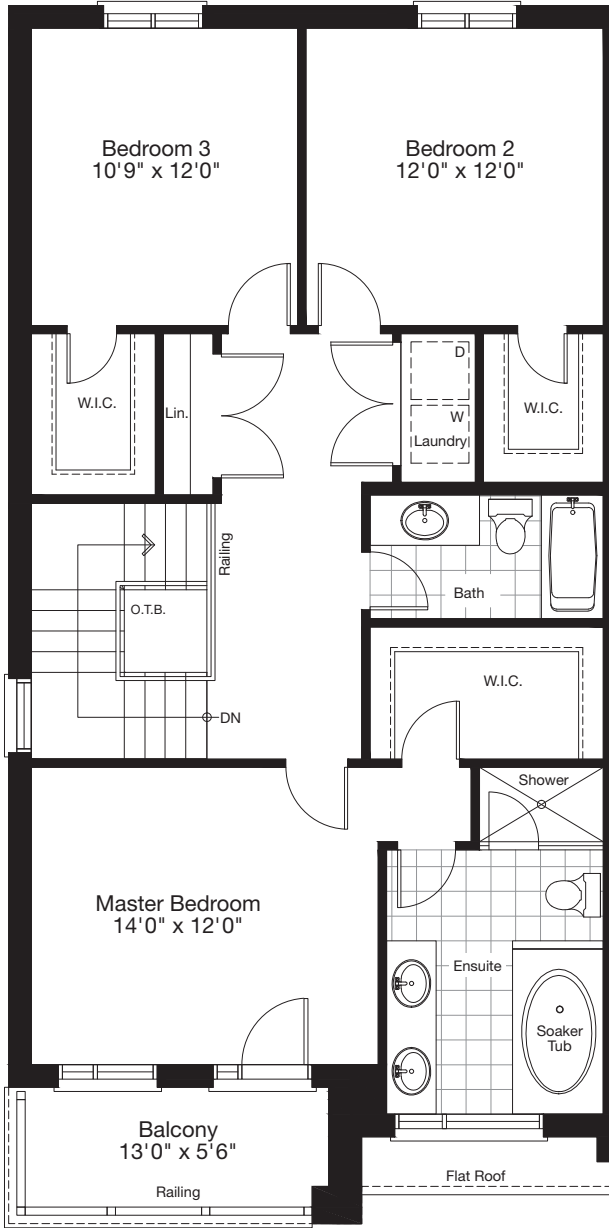 Bedroom 3
10'9" x 12'0"
Bedroom 2
12'0" x 12'0"
W.I.C.
Lin.
D
W
Laundry
W.I.C.
Railing
O.T.B.
Bath
W.I.C.
DN
Shower
Master Bedroom
14'0" x 12'0"
Ensuite
Soaker
Tub
Balcony
13'0" x 5'6"
Railing
Flat Roof